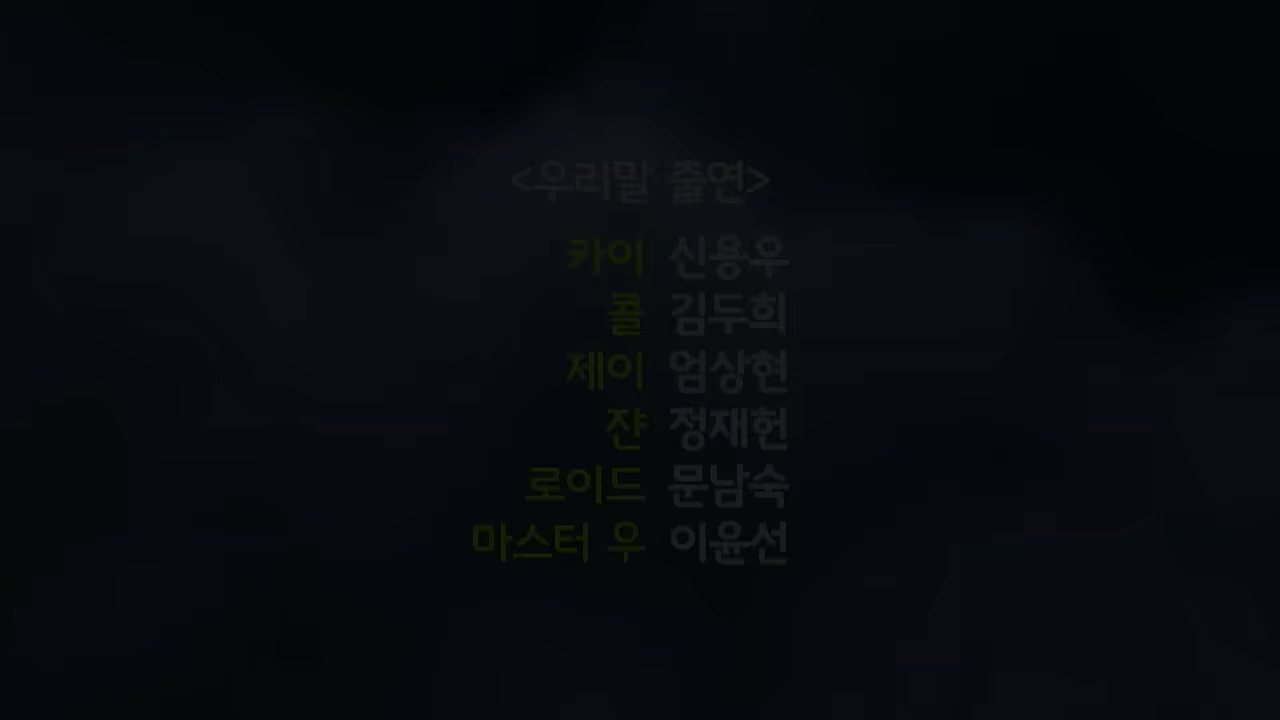 <우리말 출연>
카이 신용우
콜 김두희
제이 엄상현
쟌 정재헌
로이드 문남숙
마스터 우 이윤선